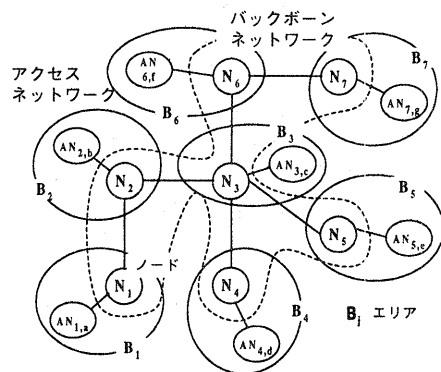 バックボーン
ネットワーク
アクセス
ネットワーク
AN
6,f
N6
N7
B7
AN7,g
B6
B3
AN2,b
AN3,c
B2
N2
N3
B5
N5
AN5,e
ノード
N1
N4
Bj エリア
AN1,a
B4
B1
AN4,d